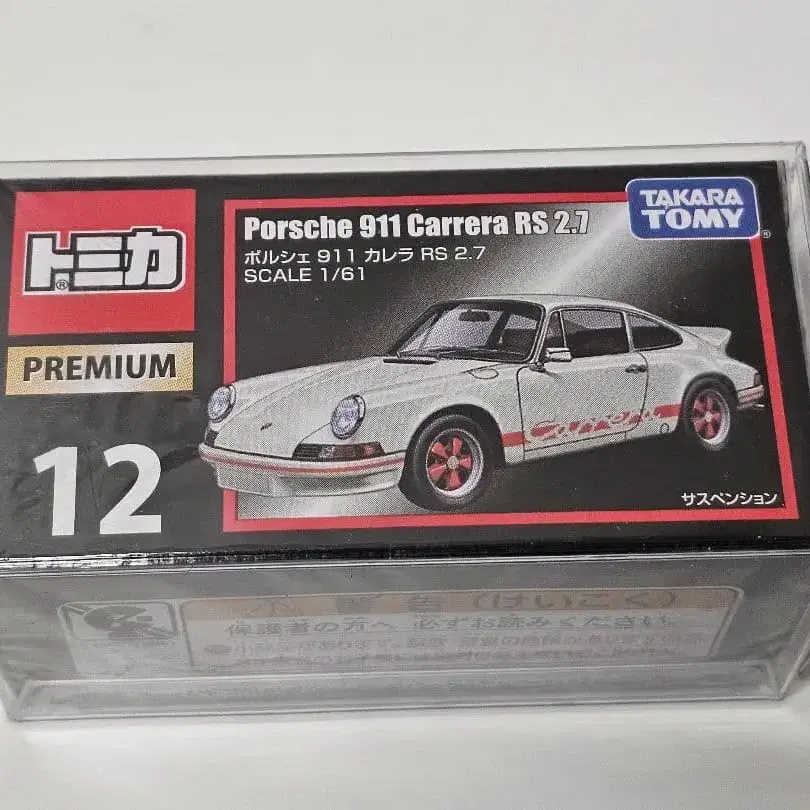 トミカ
®
PREMIUM
12
Porsche 911 Carrera RS 2.7
ポルシェ 911 カレラ RS 2.7
SCALE 1/61
TAKARA
TOMY
®
Carrera
サスペンション
警告(けいこく)
保護者の方へ 必ずお読みください。